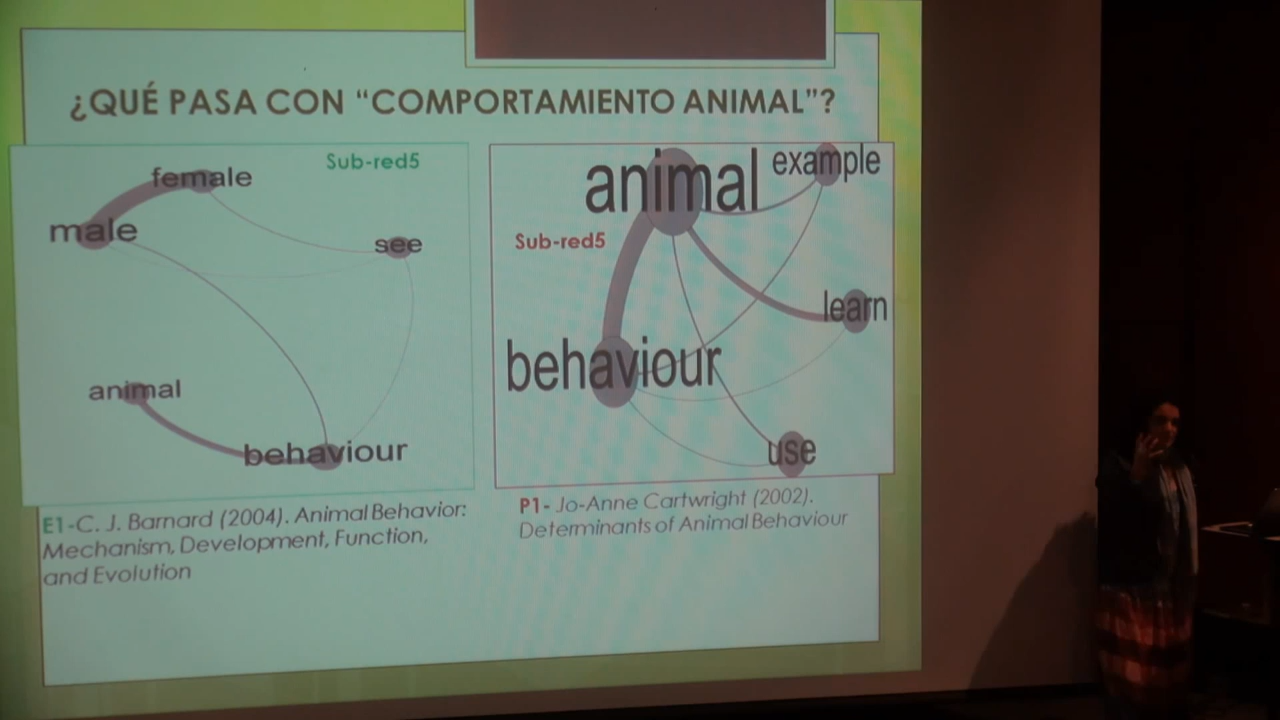 ¿QUÉ PASA CON “COMPORTAMIENTO ANIMAL”?
Sub-red5
female
male
see
animal
behaviour
E1-C. J. Barnard (2004). Animal Behavior:
Mechanism, Development, Function,
and Evolution
animal
example
Sub-red5
learn
behaviour
use
P1- Jo-Anne Cartwright (2002).
Determinants of Animal Behaviour